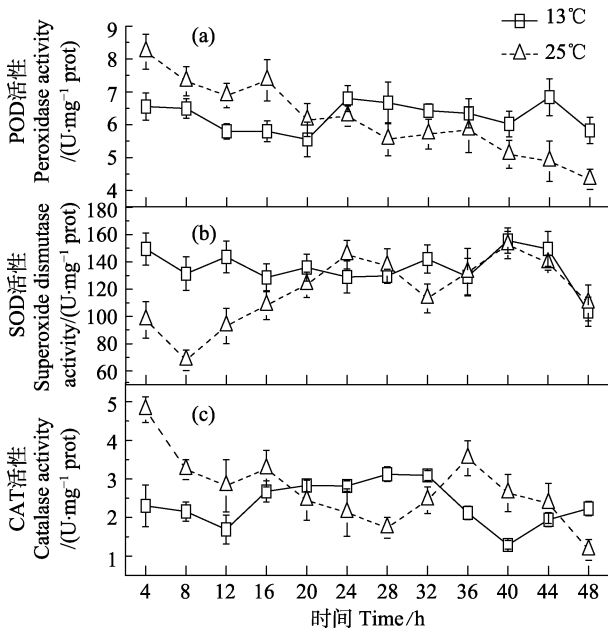 13℃
25℃
(a)
POD活性
Peroxidase activity
/(U·mg⁻¹ prot)
9
8
7
6
5
4
(b)
SOD活性
Superoxide dismutase
activity/(U·mg⁻¹ prot)
180
160
140
120
100
80
60
(c)
CAT活性
Catalase activity
/(U·mg⁻¹ prot)
5
4
3
2
1
4 8 12 16 20 24 28 32 36 40 44 48
时间 Time/h